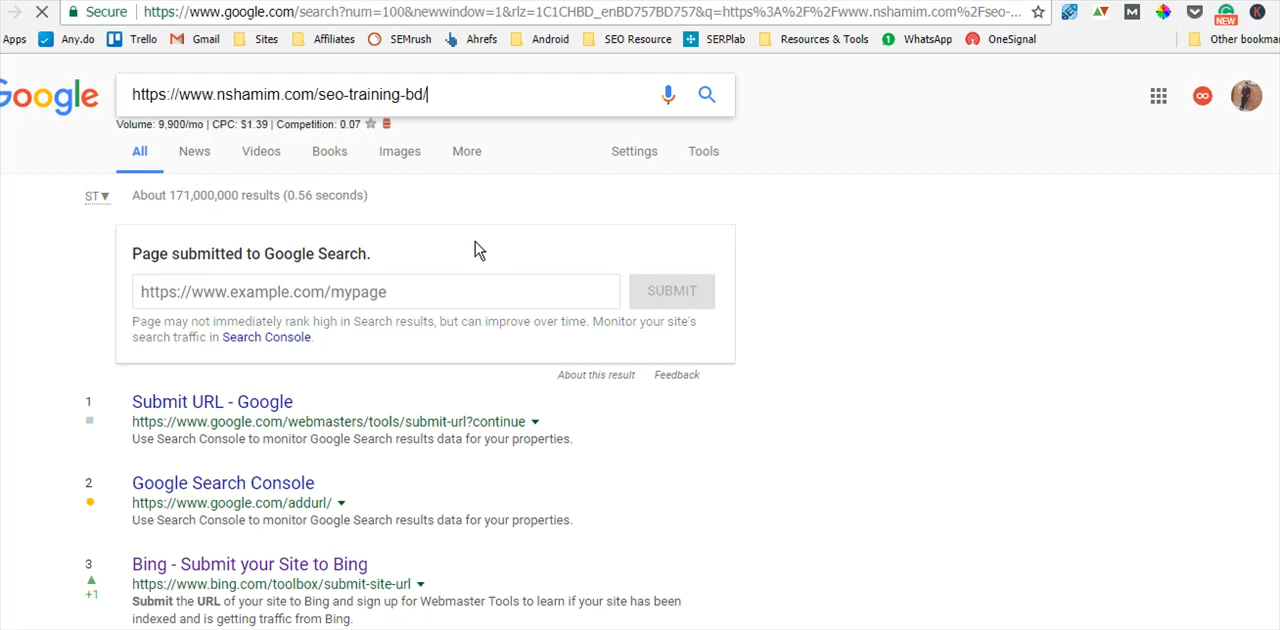 Secure https://www.google.com/search?num=100&newwindow=1&rlz=1C1CHBD_enBD757BD757&q=https%3A%2F%2Fwww.nshamim.com%2Fseo-... M NEW K
Apps Any.do Trello Gmail Sites Affiliates SEMrush Ahrefs Android SEO Resource SERPlab Resources & Tools 1 WhatsApp OneSignal Other bookmar
Google https://www.nshamim.com/seo-training-bd/
Volume: 9,900/mo | CPC: $1.39 | Competition: 0.07
All News Videos Books Images More Settings Tools
ST▼ About 171,000,000 results (0.56 seconds)
Page submitted to Google Search.
https://www.example.com/mypage SUBMIT
Page may not immediately rank high in Search results, but can improve over time. Monitor your site's
search traffic in Search Console.
About this result Feedback
1 Submit URL - Google
https://www.google.com/webmasters/tools/submit-url?continue
Use Search Console to monitor Google Search results data for your properties.
2 Google Search Console
https://www.google.com/addurl/
Use Search Console to monitor Google Search results data for your properties.
3 Bing - Submit your Site to Bing
https://www.bing.com/toolbox/submit-site-url
+1 Submit the URL of your site to Bing and sign up for Webmaster Tools to learn if your site has been
indexed and is getting traffic from Bing.